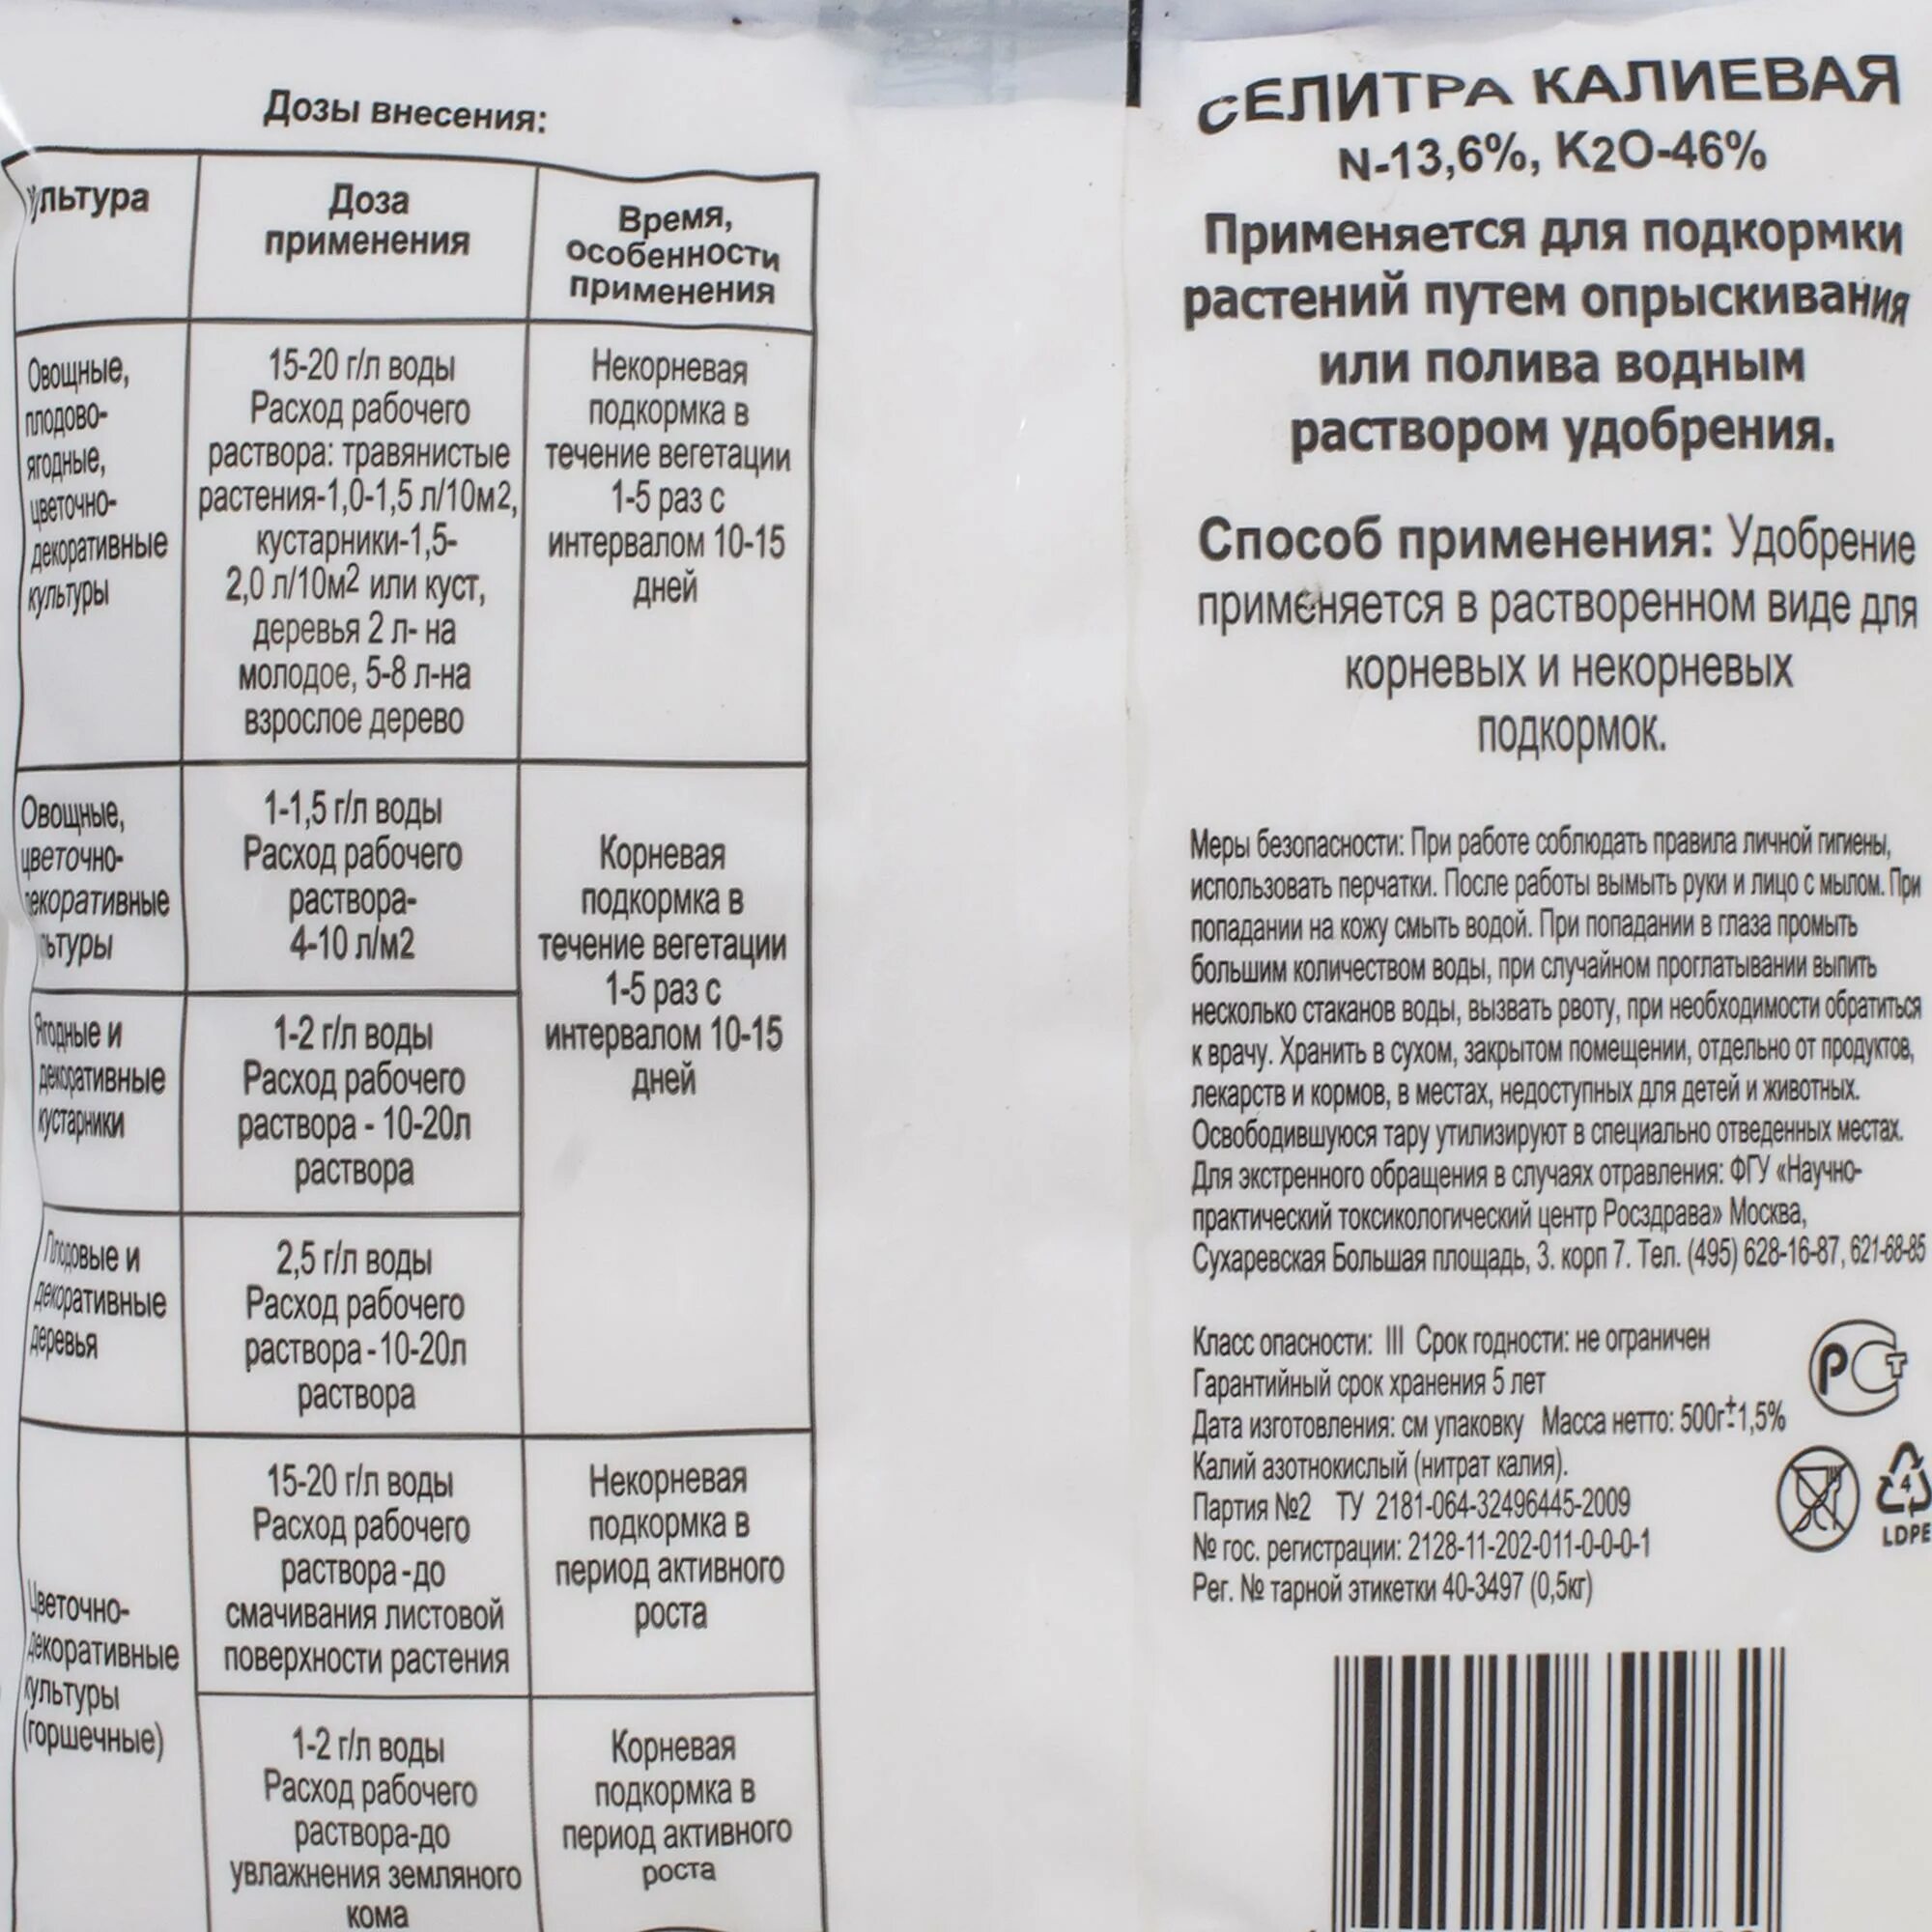 Дозы внесения:
ультура
Доза
применения
Время,
особенности
применения
Овощные,
плодово-
ягодные,
цветочно-
декоративные
культуры
15-20 г/л воды
Расход рабочего
раствора: травянистые
растения-1,0-1,5 л/10м2,
кустарники-1,5-
2,0 л/10м2 или куст,
деревья 2 л- на
молодое, 5-8 л-на
взрослое дерево
Некорневая
подкормка в
течение вегетации
1-5 раз с
интервалом 10-15
дней
Овощные,
цветочно-
декоративные
льтуры
1-1,5 г/л воды
Расход рабочего
раствора-
4-10 л/м2
Корневая
подкормка в
течение вегетации
1-5 раз с
интервалом 10-15
дней
Ягодные и
декоративные
кустарники
1-2 г/л воды
Расход рабочего
раствора - 10-20л
раствора
Плодовые и
декоративные
деревья
2,5 г/л воды
Расход рабочего
раствора - 10-20л
раствора
Цветочно-
декоративные
культуры
(горшечные)
15-20 г/л воды
Расход рабочего
раствора - до
смачивания листовой
поверхности растения
Некорневая
подкормка в
период активного
роста
1-2 г/л воды
Расход рабочего
раствора-до
увлажнения земляного
кома
Корневая
подкормка в
период активного
роста
СЕЛИТРА КАЛИЕВАЯ
N-13,6%, K2O-46%
Применяется для подкормки
растений путем опрыскивания
или полива водным
раствором удобрения.
Способ применения: Удобрение
применяется в растворенном виде для
корневых и некорневых
подкормок.
Меры безопасности: При работе соблюдать правила личной гигиены,
использовать перчатки. После работы вымыть руки и лицо с мылом. При
попадании на кожу смыть водой. При попадании в глаза промыть
большим количеством воды, при случайном проглатывании выпить
несколько стаканов воды, вызвать рвоту, при необходимости обратиться
к врачу. Хранить в сухом, закрытом помещении, отдельно от продуктов,
лекарств и кормов, в местах, недоступных для детей и животных.
Освободившуюся тару утилизируют в специально отведенных местах.
Для экстренного обращения в случаях отравления: ФГУ «Научно-
практический токсикологический центр Росздрава» Москва,
Сухаревская Большая площадь, 3. корп 7. Тел. (495) 628-16-87, 621-68-85
Класс опасности: III Срок годности: не ограничен
Гарантийный срок хранения 5 лет
Дата изготовления: см упаковку Масса нетто: 500г±1,5%
Калий азотнокислый (нитрат калия).
Партия №2 ТУ 2181-064-32496445-2009
№ гос. регистрации: 2128-11-202-011-0-0-0-1
Рег. № тарной этикетки 40-3497 (0,5кг)
РСТ
4
LDPE